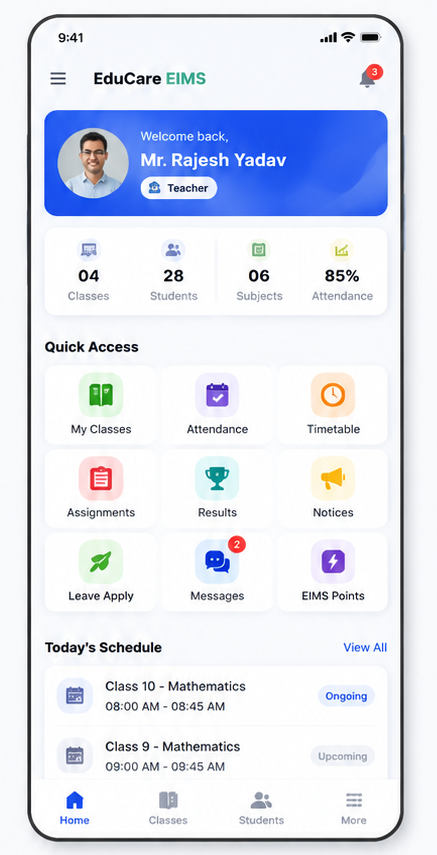 9:41
EduCare EIMS
3
Welcome back,
Mr. Rajesh Yadav
Teacher
04
Classes
28
Students
06
Subjects
85%
Attendance
Quick Access
My Classes
Attendance
Timetable
Assignments
Results
Notices
Leave Apply
2
Messages
EIMS Points
Today's Schedule
View All
Class 10 - Mathematics
08:00 AM - 08:45 AM
Ongoing
Class 9 - Mathematics
09:00 AM - 09:45 AM
Upcoming
Home
Classes
Students
More